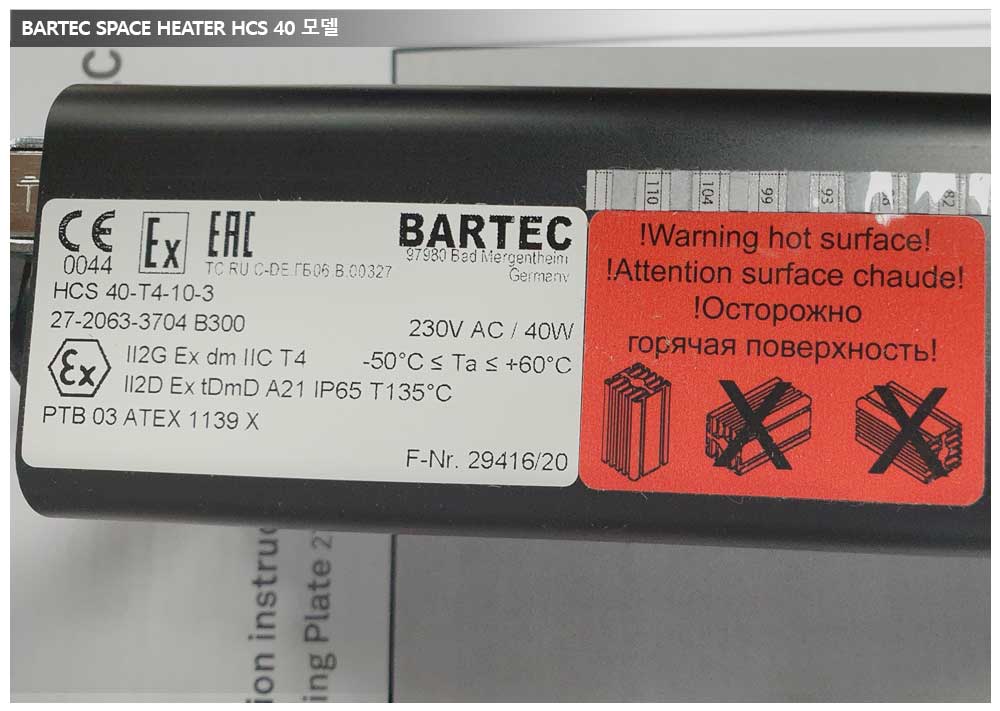 BARTEC SPACE HEATER HCS 40 모델
C
110 104 99 93 82
CE Ex EAC BARTEC
0044 97980 Bad Mergentheim
TC RU C-DE.ГБ06.B.00327 Germany
HCS 40-T4-10-3
27-2063-3704 B300 230V AC / 40W
Ex II2G Ex dm IIC T4 -50°C ≤ Ta ≤ +60°C
II2D Ex tDmD A21 IP65 T135°C
PTB 03 ATEX 1139 X
F-Nr. 29416/20
!Warning hot surface!
!Attention surface chaude!
!Осторожно
горячая поверхность!
ion instruc
ing Plate 2